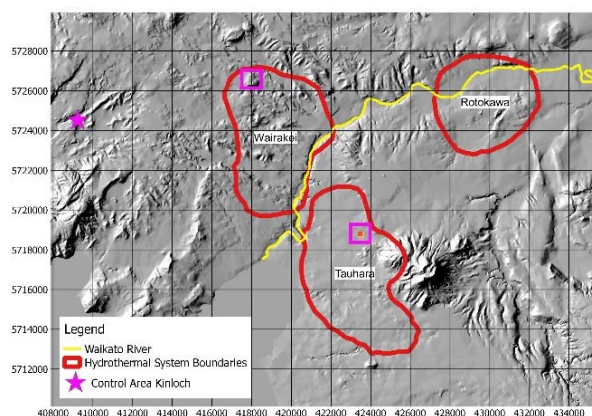 5728000
5726000
5724000
5722000
5720000
5718000
5716000
5714000
5712000
Rotokawa
Wairakei
Tauhara
Legend
Waikato River
Hydrothermal System Boundaries
Control Area Kinloch
408000 410000 412000 414000 416000 418000 420000 422000 424000 426000 428000 430000 432000 434000